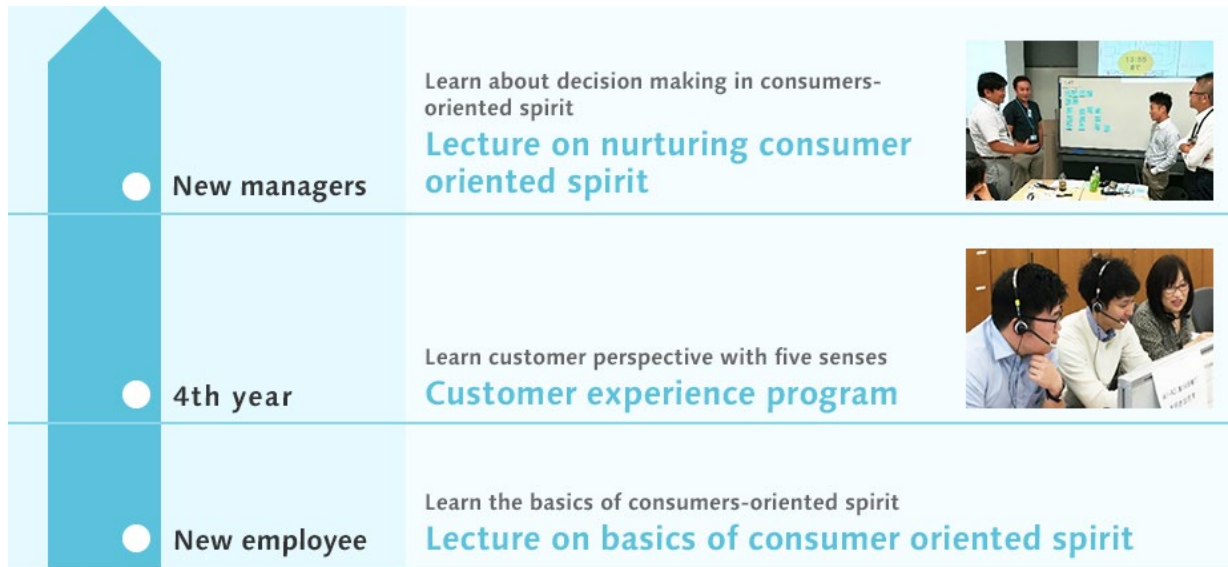 Learn about decision making in consumers-
oriented spirit
Lecture on nurturing consumer
oriented spirit
New managers
Learn customer perspective with five senses
Customer experience program
4th year
Learn the basics of consumers-oriented spirit
Lecture on basics of consumer oriented spirit
New employee